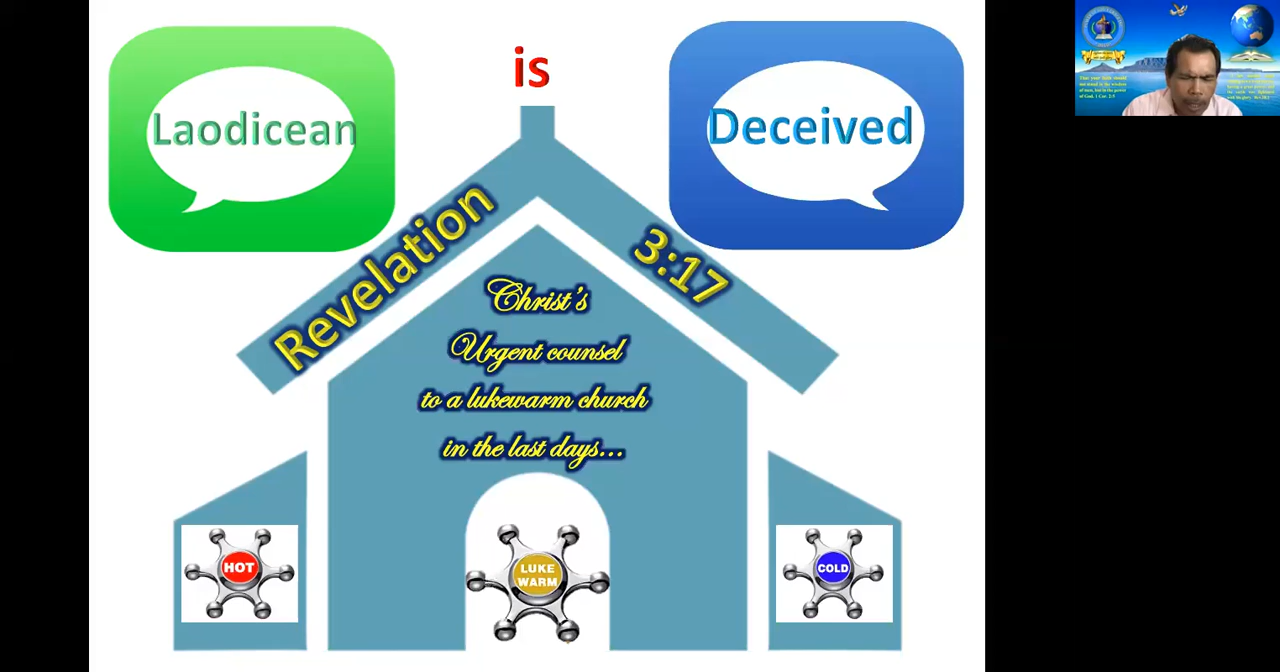 Laodicean
is
Deceived
Revelation
3:17
Christ's
Urgent counsel
to a lukewarm church
in the last days...
HOT
LUKE
WARM
COLD